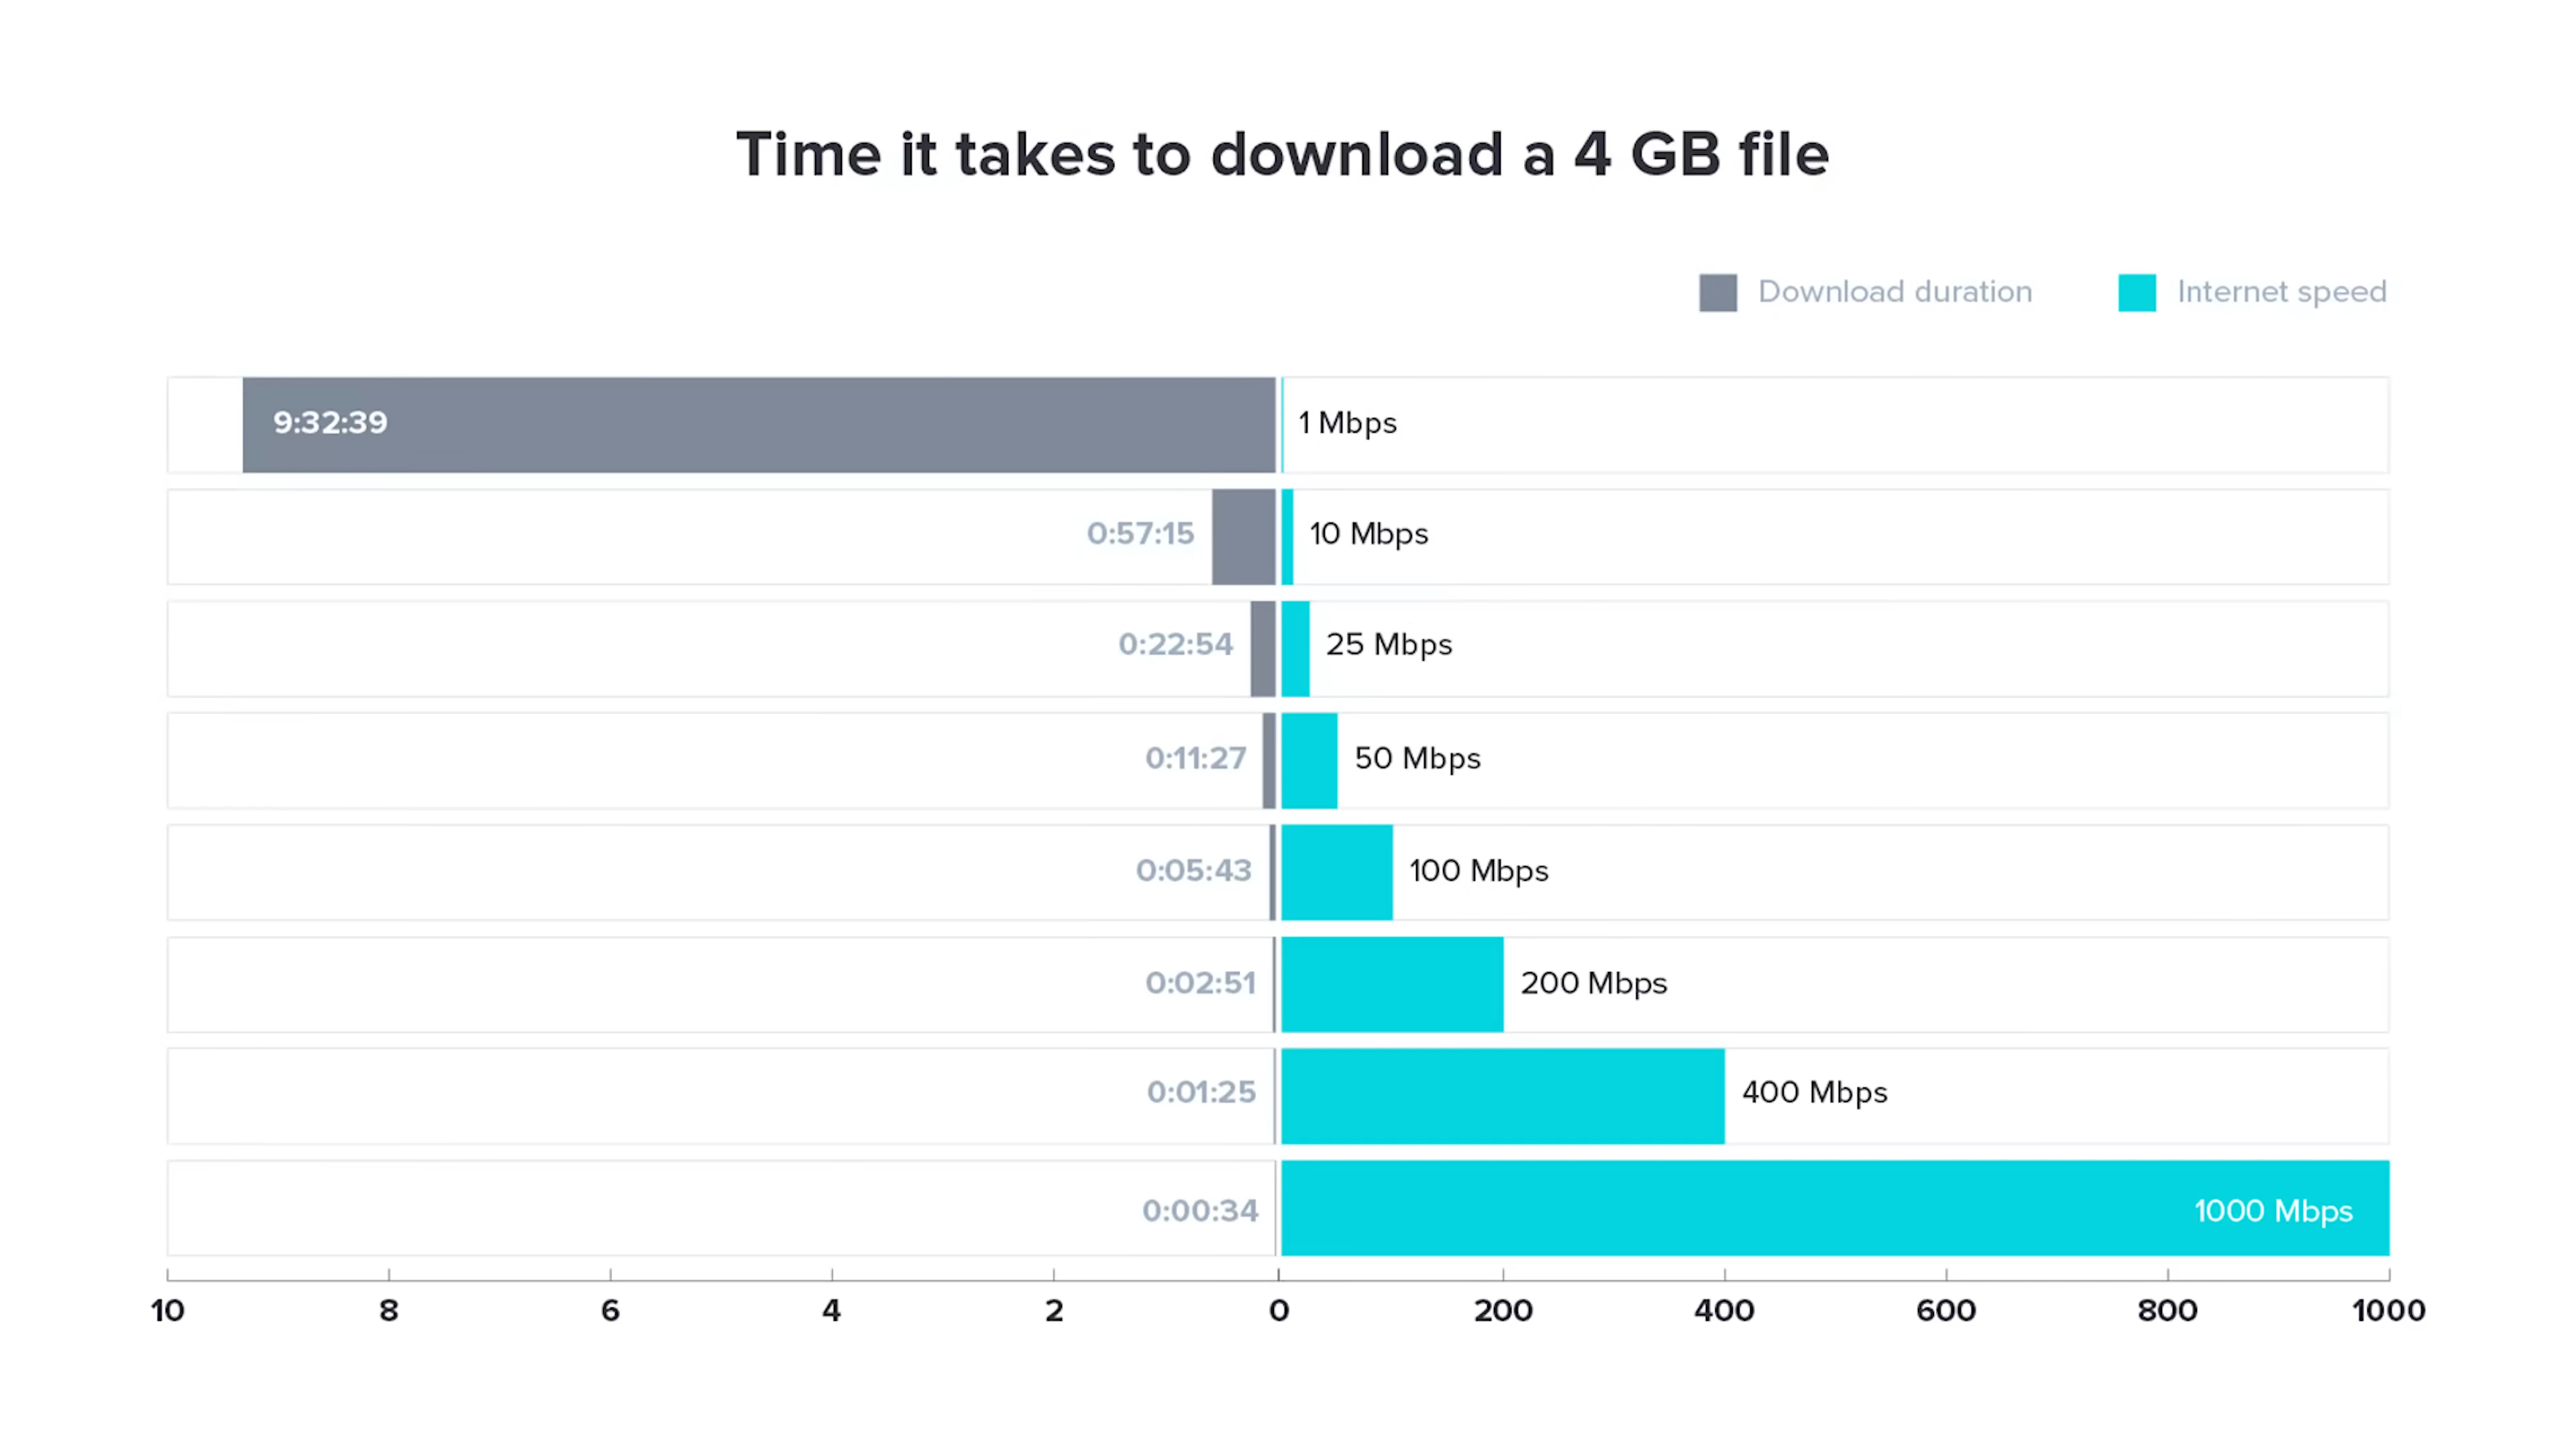 Time it takes to download a 4 GB file
Download duration Internet speed
9:32:39 1 Mbps
0:57:15 10 Mbps
0:22:54 25 Mbps
0:11:27 50 Mbps
0:05:43 100 Mbps
0:02:51 200 Mbps
0:01:25 400 Mbps
0:00:34 1000 Mbps
10 8 6 4 2 0 200 400 600 800 1000